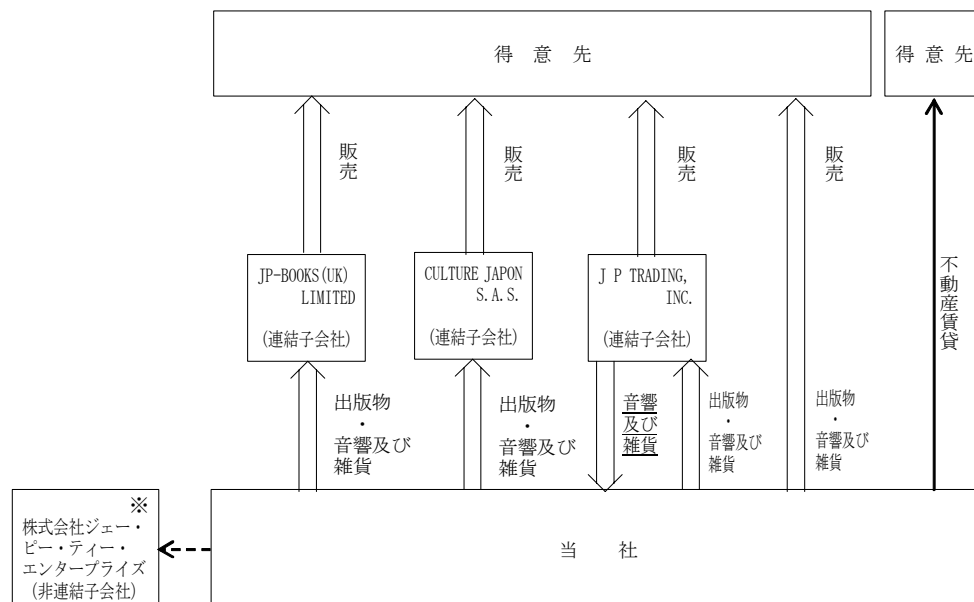 得　意　先
得 意 先
販売
販売
販売
販売
不動産賃貸
JP-BOOKS(UK)
LIMITED
(連結子会社)
CULTURE JAPON
S.A.S.
(連結子会社)
J P TRADING,
INC.
(連結子会社)
出版物
・
音響及び
雑貨
出版物
・
音響及び
雑貨
音響
及び
雑貨
出版物
・
音響及び
雑貨
出版物
・
音響及び
雑貨
※
株式会社ジェー・
ピー・ティー・
エンタープライズ
(非連結子会社)
当　　社